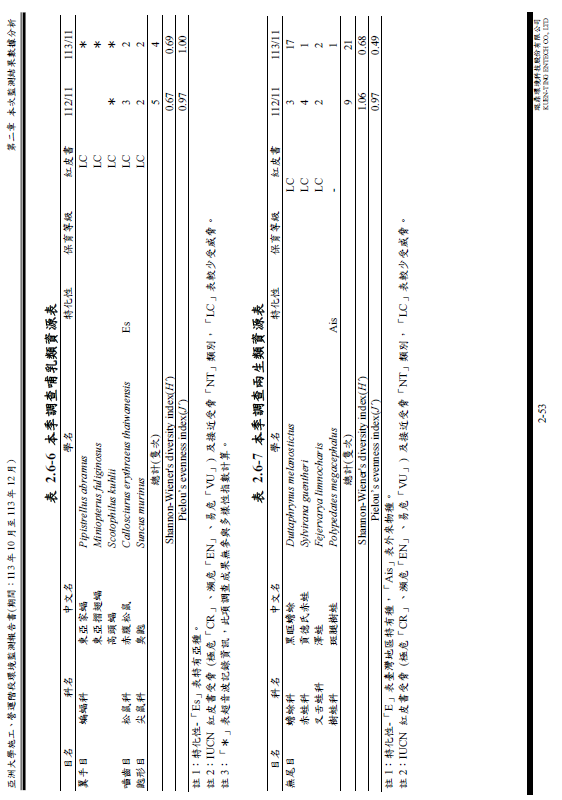 亞洲大學施工、營運階段環境監測報告書(期間：113 年 10 月至 113 年 12 月) 第二章 本次監測結果數據分析
表 2.6-6 本季調查哺乳類資源表
目名 科名 中文名 學名 特化性 保育等級 紅皮書 112/11 113/11
翼手目 蝙蝠科 東亞家蝠 Pipistrellus abramus LC *
東亞摺翅蝠 Miniopterus fuliginosus LC *
高頭蝠 Scotophilus kuhlii LC * *
嚙齒目 松鼠科 赤腹松鼠 Callosciurus erythraeus thaiwanensis Es LC 3 2
鼩形目 尖鼠科 臭鼩 Suncus murinus LC 2 2
總計(隻次) 5 4
Shannon-Wiener's diversity index(H') 0.67 0.69
Pielou's evenness index(J') 0.97 1.00
註 1：特化性-「Es」表特有亞種。
註 2：IUCN 紅皮書受脅 (極危「CR」、瀕危「EN」、易危「VU」) 及接近受脅「NT」類別，「LC」表較少受威脅。
註 3：「*」表超音波記錄資訊，此項調查成果無參與多樣性指數計算。
表 2.6-7 本季調查兩生類資源表
目名 科名 中文名 學名 特化性 保育等級 紅皮書 112/11 113/11
無尾目 蟾蜍科 黑眶蟾蜍 Duttaphrynus melanostictus LC 3 17
赤蛙科 貢德氏赤蛙 Sylvirana guentheri LC 4 1
叉舌蛙科 澤蛙 Fejervarya limnocharis LC 2 2
樹蛙科 斑腿樹蛙 Polypedates megacephalus Ais - 1
總計(隻次) 9 21
Shannon-Wiener's diversity index(H') 1.06 0.68
Pielou's evenness index(J') 0.97 0.49
註 1：特化性-「E」表臺灣地區特有種，「Ais」表外來物種。
註 2：IUCN 紅皮書受脅 (極危「CR」、瀕危「EN」、易危「VU」) 及接近受脅「NT」類別，「LC」表較少受威脅。
2-53
環境科技股份有限公司
KUEN-TING ENTECH CO., LTD